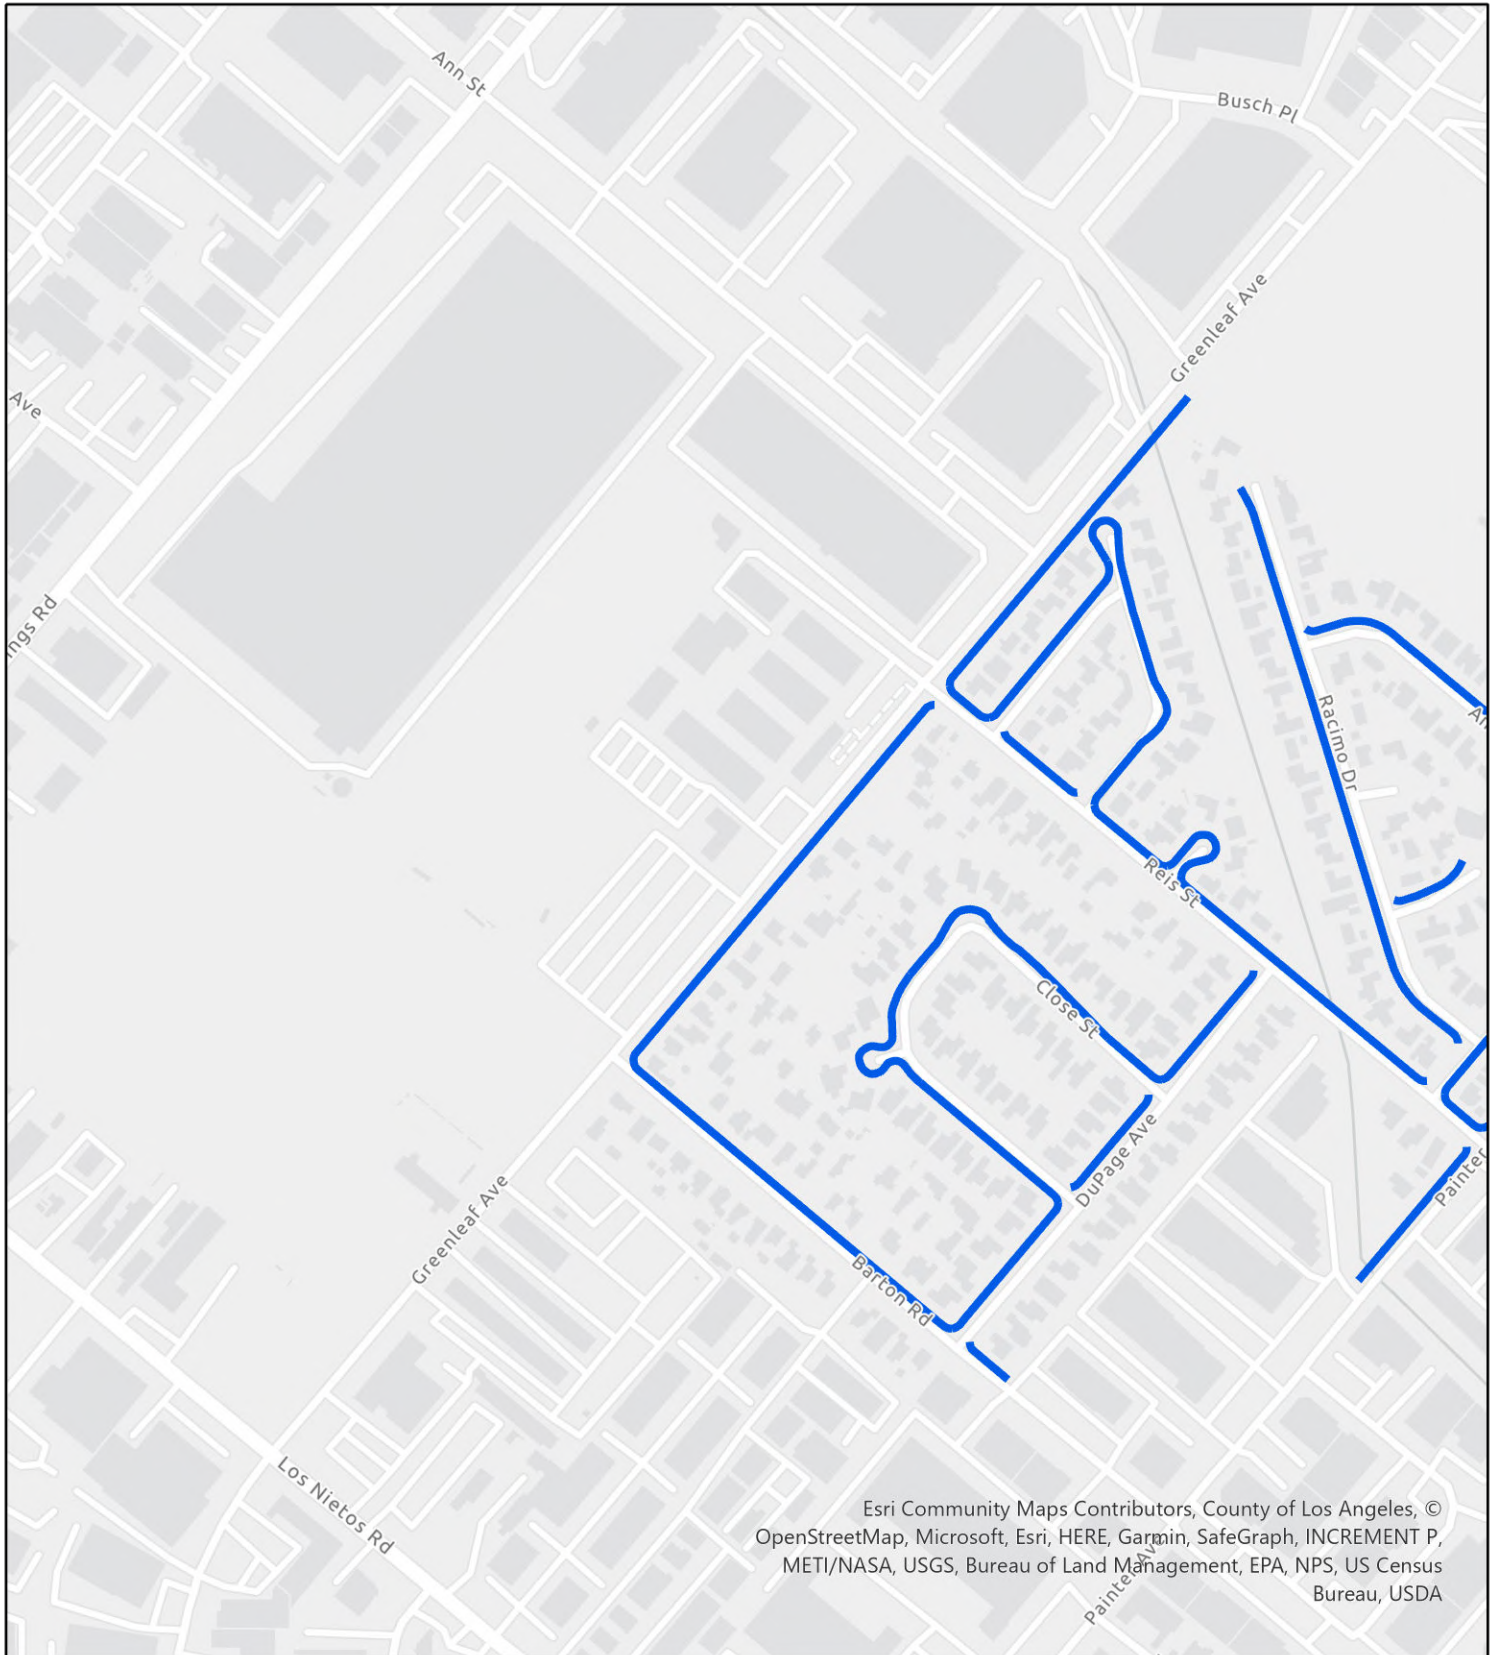 Ann St
Busch Pl
Greenleaf Ave
Ave
ngs Rd
Racimo Dr
Reis St
Close St
DuPage Ave
Painter
Greenleaf Ave
Barton Rd
Los Nietos Rd
Esri Community Maps Contributors, County of Los Angeles, ©
OpenStreetMap, Microsoft, Esri, HERE, Garmin, SafeGraph, INCREMENT P,
METI/NASA, USGS, Bureau of Land Management, EPA, NPS, US Census
Bureau, USDA
Painter Ave